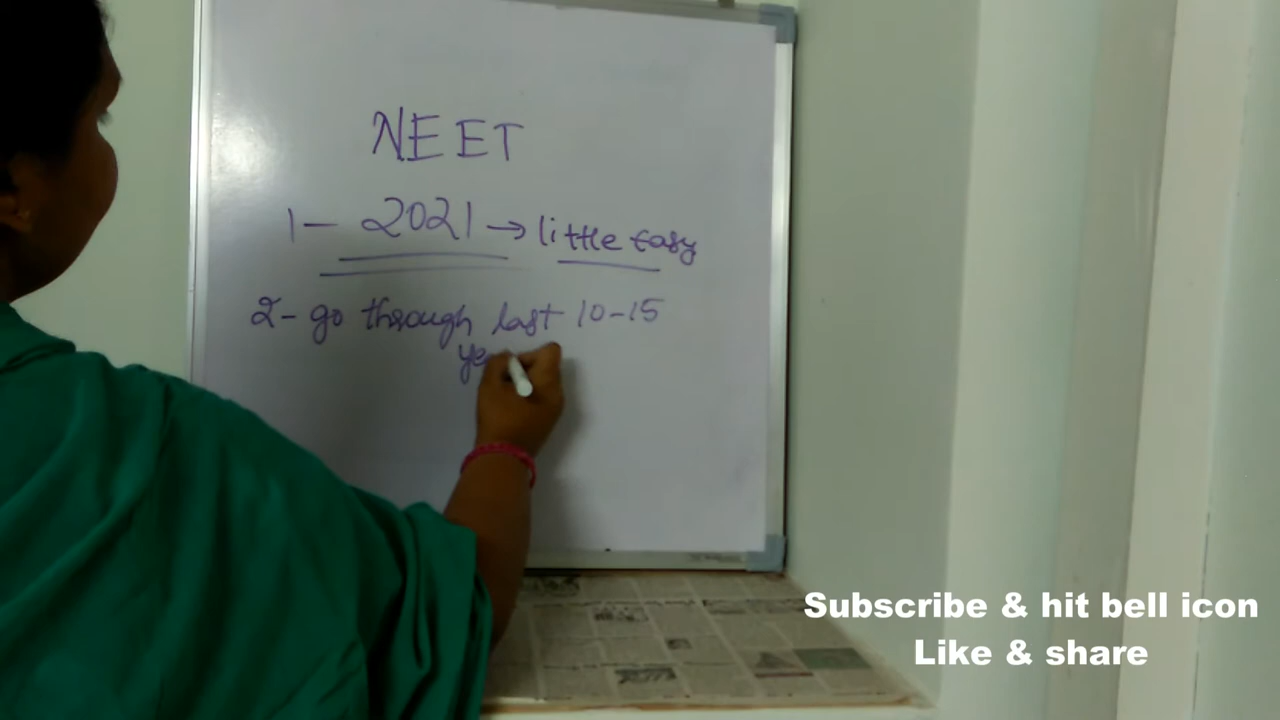 NEET
1 - 2021 → little easy
2 - go through last 10-15
ye
Subscribe & hit bell icon
Like & share